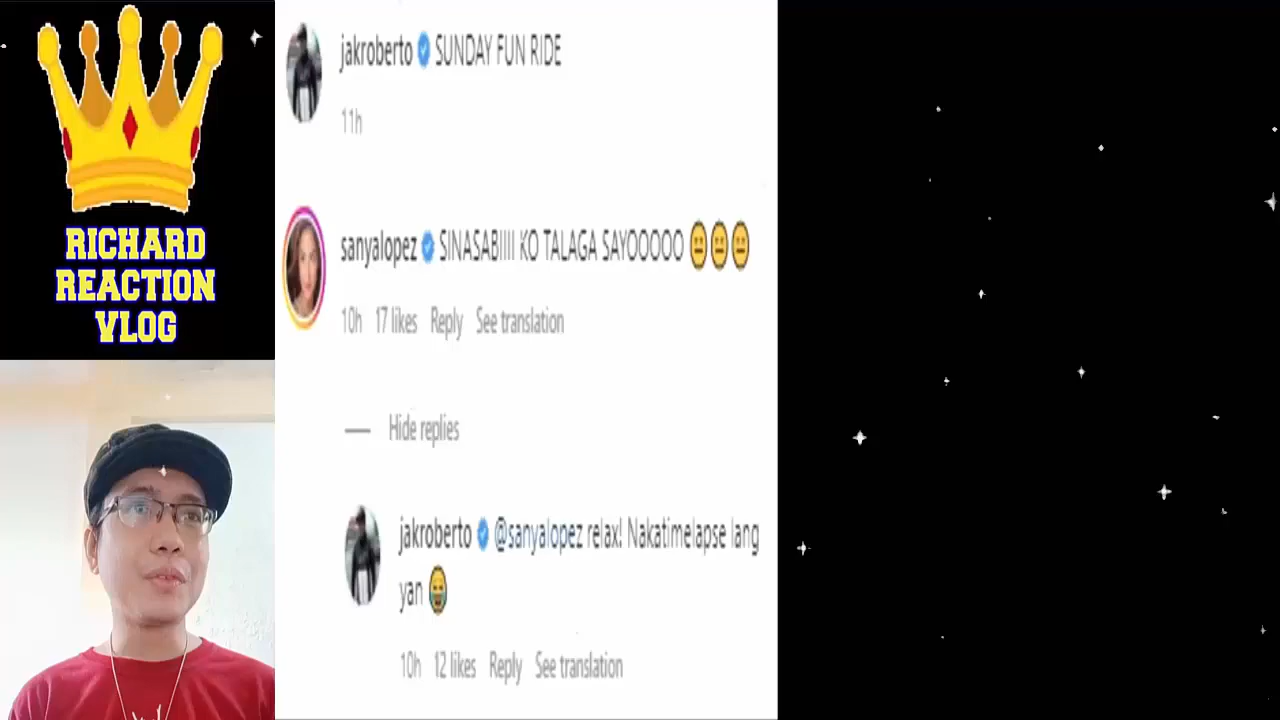 RICHARD
REACTION
VLOG
jakroberto SUNDAY FUN RIDE
11h
sanyalopez SINASABIIII KO TALAGA SAYOOOOO 😐😐😐
10h 17 likes Reply See translation
Hide replies
jakroberto @sanyalopez relax! Nakatimelapse lang
yan 😅
10h 12 likes Reply See translation